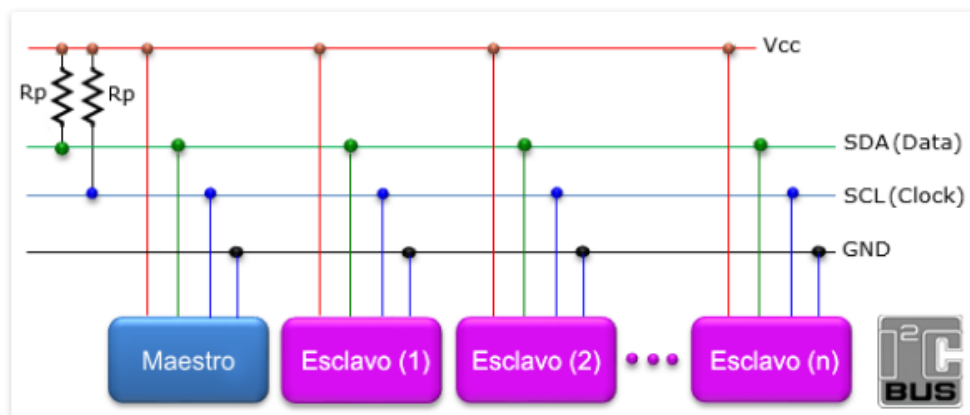 Vcc
Rp
Rp
SDA (Data)
SCL (Clock)
GND
Maestro
Esclavo (1)
Esclavo (2)
Esclavo (n)
I²C
BUS